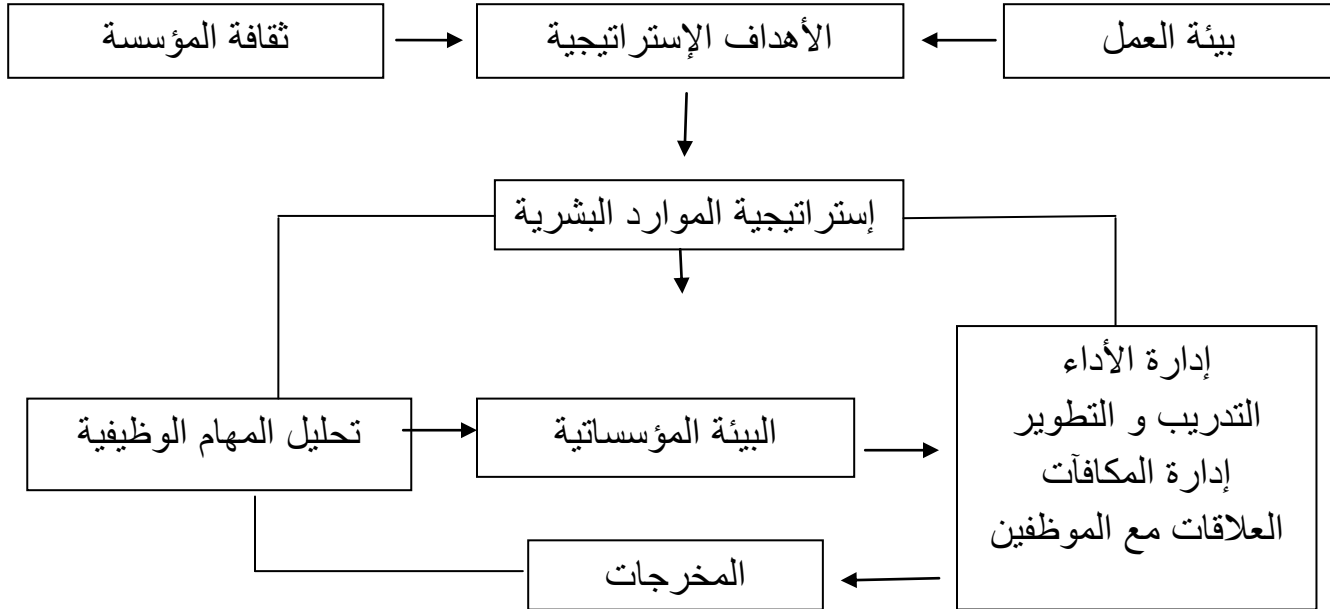 بيئة العمل
الأهداف الإستراتيجية
ثقافة المؤسسة
إستراتيجية الموارد البشرية
إدارة الأداء
التدريب و التطوير
إدارة المكافآت
العلاقات مع الموظفين
البيئة المؤسساتية
تحليل المهام الوظيفية
المخرجات